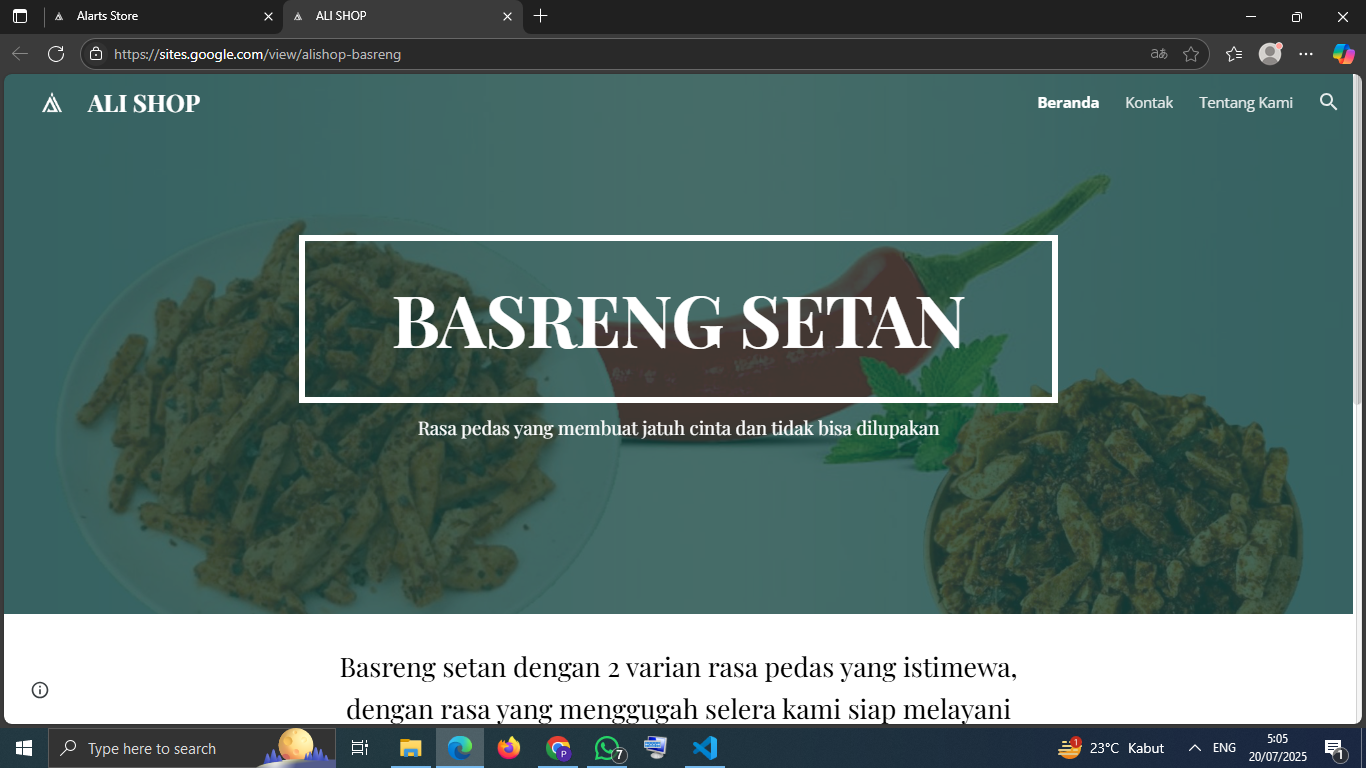 Alarts Store
ALI SHOP
https://sites.google.com/view/alishop-basreng
ALI SHOP
Beranda Kontak Tentang Kami
BASRENG SETAN
Rasa pedas yang membuat jatuh cinta dan tidak bisa dilupakan
Basreng setan dengan 2 varian rasa pedas yang istimewa,
dengan rasa yang menggugah selera kami siap melayani
Type here to search
P
7
1
23°C Kabut
ENG
5:05
20/07/2025
1